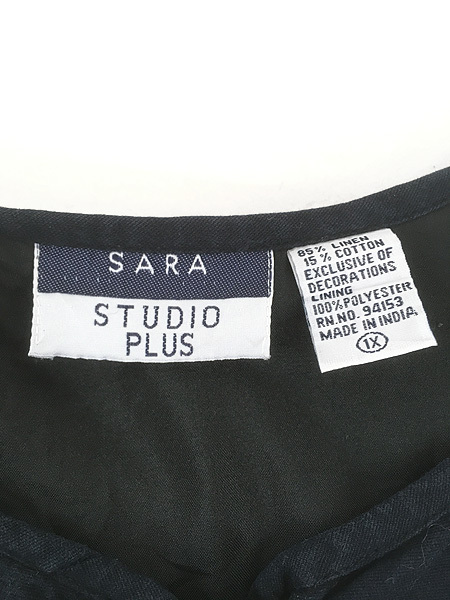 SARA
STUDIO
PLUS
85% LINEN
15% COTTON
EXCLUSIVE OF
DECORATIONS
LINING
100% POLYESTER
RN.NO. 94153
MADE IN INDIA.
1X